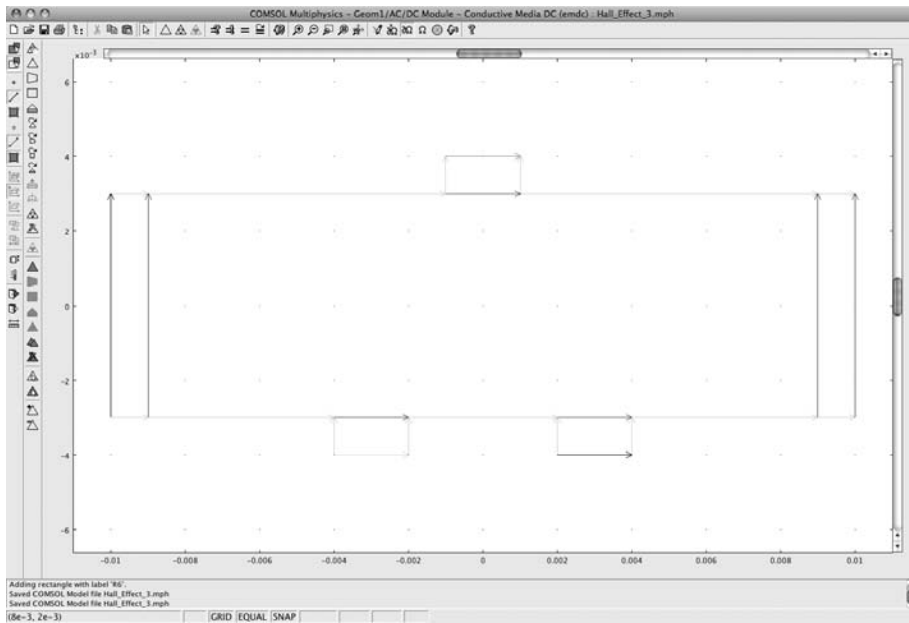 COMSOL Multiphysics - Geom1/AC/DC Module - Conductive Media DC (emdc) : Hall_Effect_3.mph
×10⁻³
6
4
2
0
-2
-4
-6
-0.01 -0.008 -0.006 -0.004 -0.002 0 0.002 0.004 0.006 0.008 0.01
Adding rectangle with label 'R6'.
Saved COMSOL Model file Hall_Effect_3.mph
Saved COMSOL Model file Hall_Effect_3.mph
(8e-3, 2e-3) GRID EQUAL SNAP